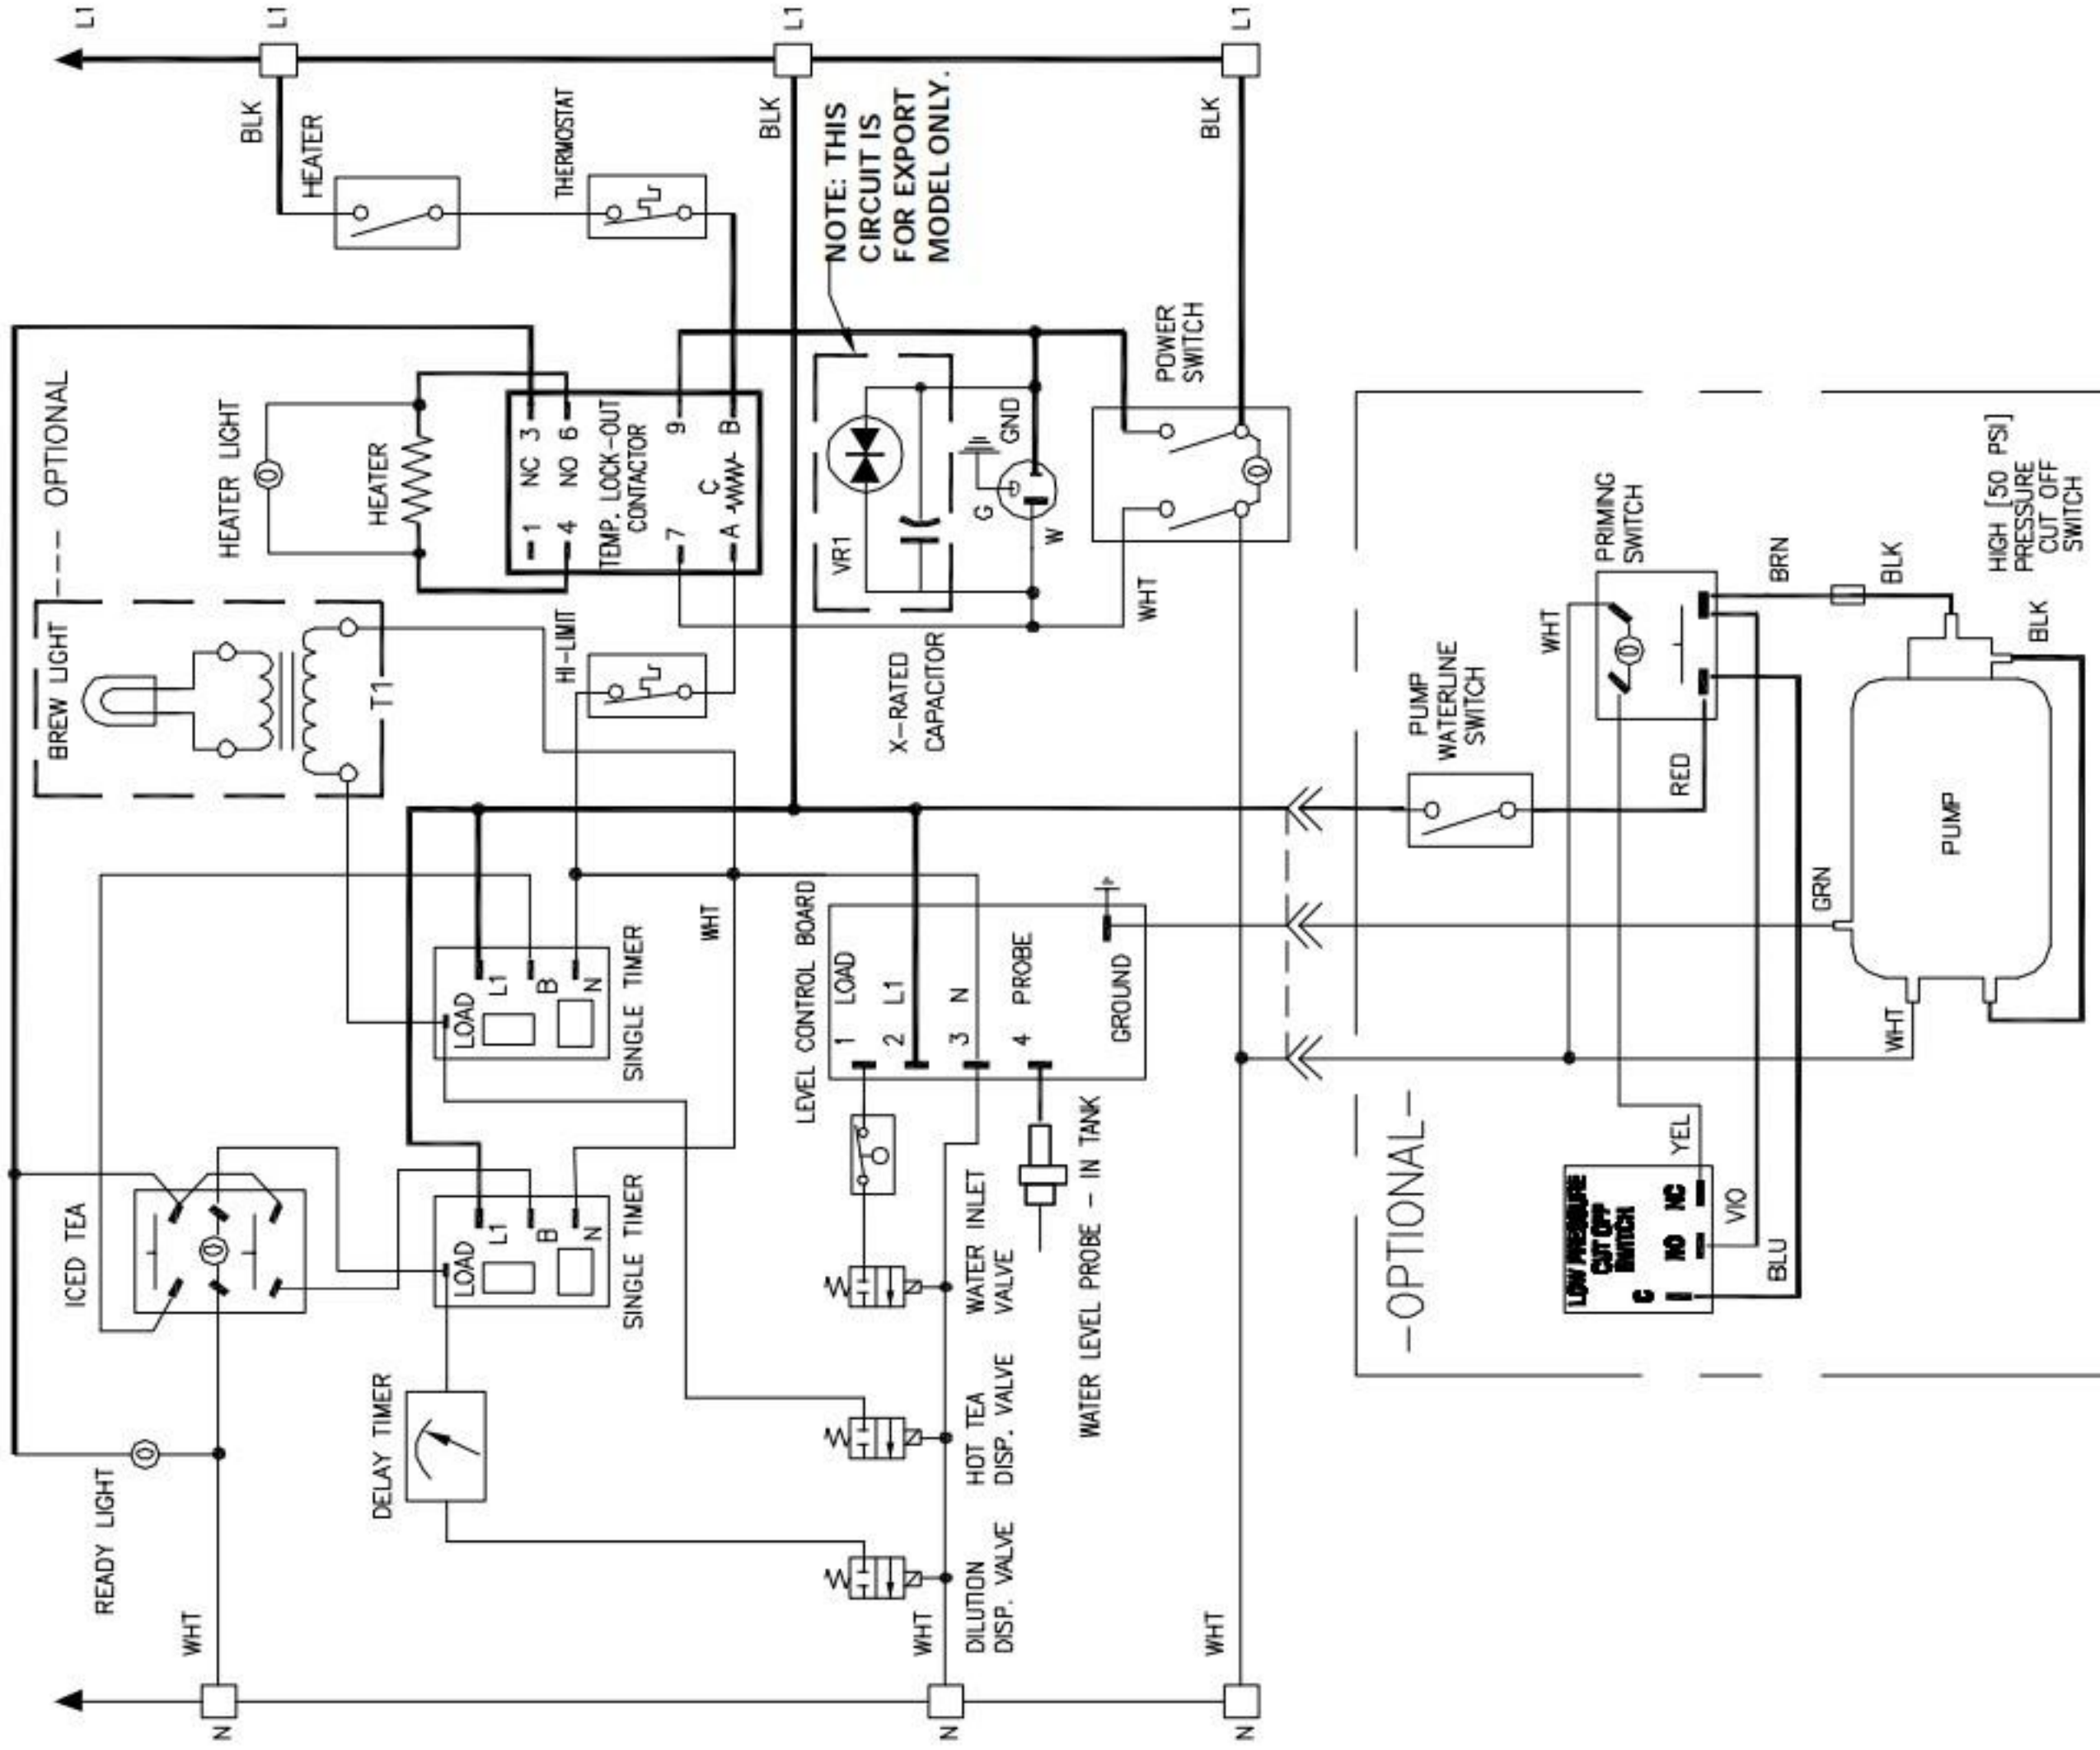 L1
L1
L1
L1
BLK
BLK
BLK
HEATER
THERMOSTAT
NOTE: THIS
CIRCUIT IS
FOR EXPORT
MODEL ONLY.
--- OPTIONAL
BREW LIGHT
T1
HEATER LIGHT
HEATER
NC 3
1
NO 6
4
TEMP. LOCK-OUT
CONTACTOR
9
7
C
A
B
HI-LIMIT
VR1
X-RATED
CAPACITOR
GND
G
W
WHT
POWER
SWITCH
ICED TEA
LOAD
L1
B
N
SINGLE TIMER
LOAD
L1
B
N
SINGLE TIMER
WHT
LEVEL CONTROL BOARD
1 LOAD
2 L1
3 N
4 PROBE
GROUND
READY LIGHT
DELAY TIMER
WATER INLET
VALVE
HOT TEA
DISP. VALVE
DILUTION
DISP. VALVE
WATER LEVEL PROBE - IN TANK
WHT
WHT
WHT
N
N
N
-OPTIONAL-
PUMP
WATERLINE
SWITCH
PRIMING
SWITCH
WHT
RED
BRN
BLK
BLK
HIGH [50 PSI]
PRESSURE
CUT OFF
SWITCH
PUMP
GRN
WHT
LOW PRESSURE
CUT OFF
SWITCH
C
NO
NC
YEL
VIO
BLU